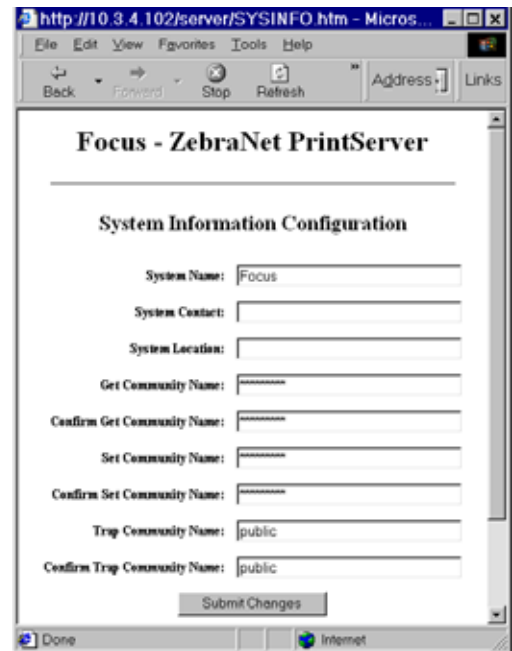 http://10.3.4.102/server/SYSINFO.htm - Micros...
File Edit View Favorites Tools Help
Back Forward Stop Refresh » Address Links
Focus - ZebraNet PrintServer
System Information Configuration
System Name: Focus
System Contact:
System Location:
Get Community Name: *********
Confirm Get Community Name: *********
Set Community Name: *********
Confirm Set Community Name: *********
Trap Community Name: public
Confirm Trap Community Name: public
Submit Changes
Done Internet